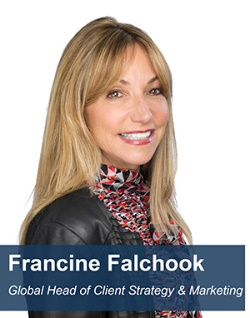 Francine Falchook
Global Head of Client Strategy & Marketing